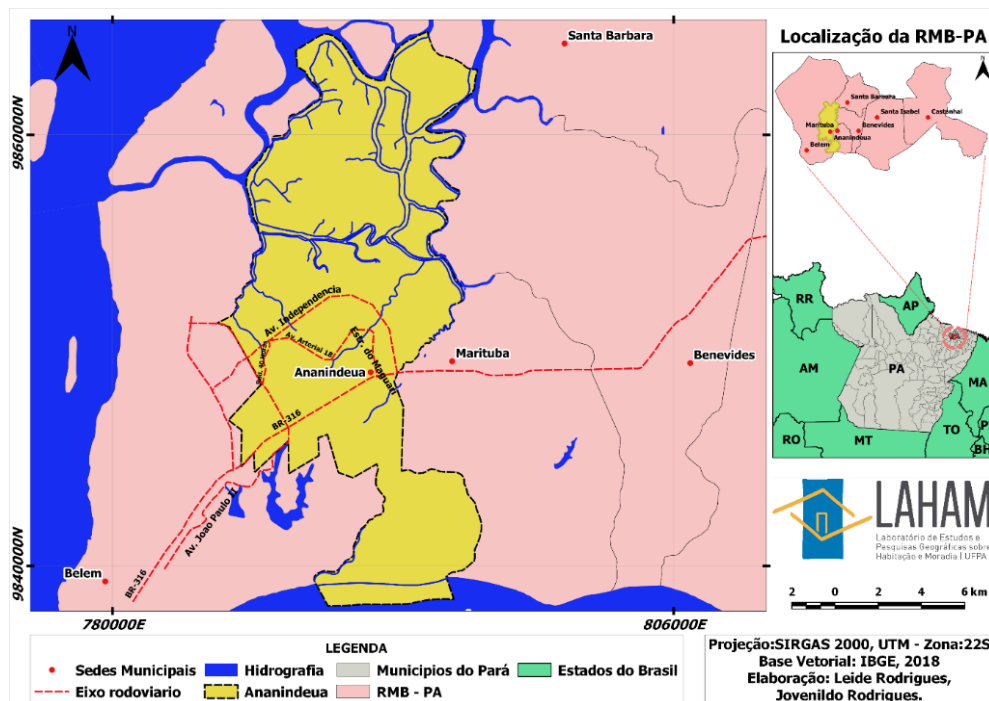 Santa Barbara
9860000N
Av. Independencia
Av. Arterial 18
Estr. do Maguari
Ananindeua
Marituba
Benevides
BR-316
Av. Joao Paulo II
Belem
BR-316
9840000N
780000E
806000E
N
Localização da RMB-PA
N
Santa Barbara
Santa Isabel
Castanhal
Marituba
Benevides
Ananindeua
Belem
RR
AP
AM
PA
MA
RO
MT
TO
P
BH
LAHAM
Laboratório de Estudos e
Pesquisas Geográficas sobre
Habitação e Moradia | UFPA
2 0 2 4 6 km
LEGENDA
Sedes Municipais
Hidrografia
Municipios do Pará
Estados do Brasil
Eixo rodoviario
Ananindeua
RMB - PA
Projeção:SIRGAS 2000, UTM - Zona:22S
Base Vetorial: IBGE, 2018
Elaboração: Leide Rodrigues,
Jovenildo Rodrigues.